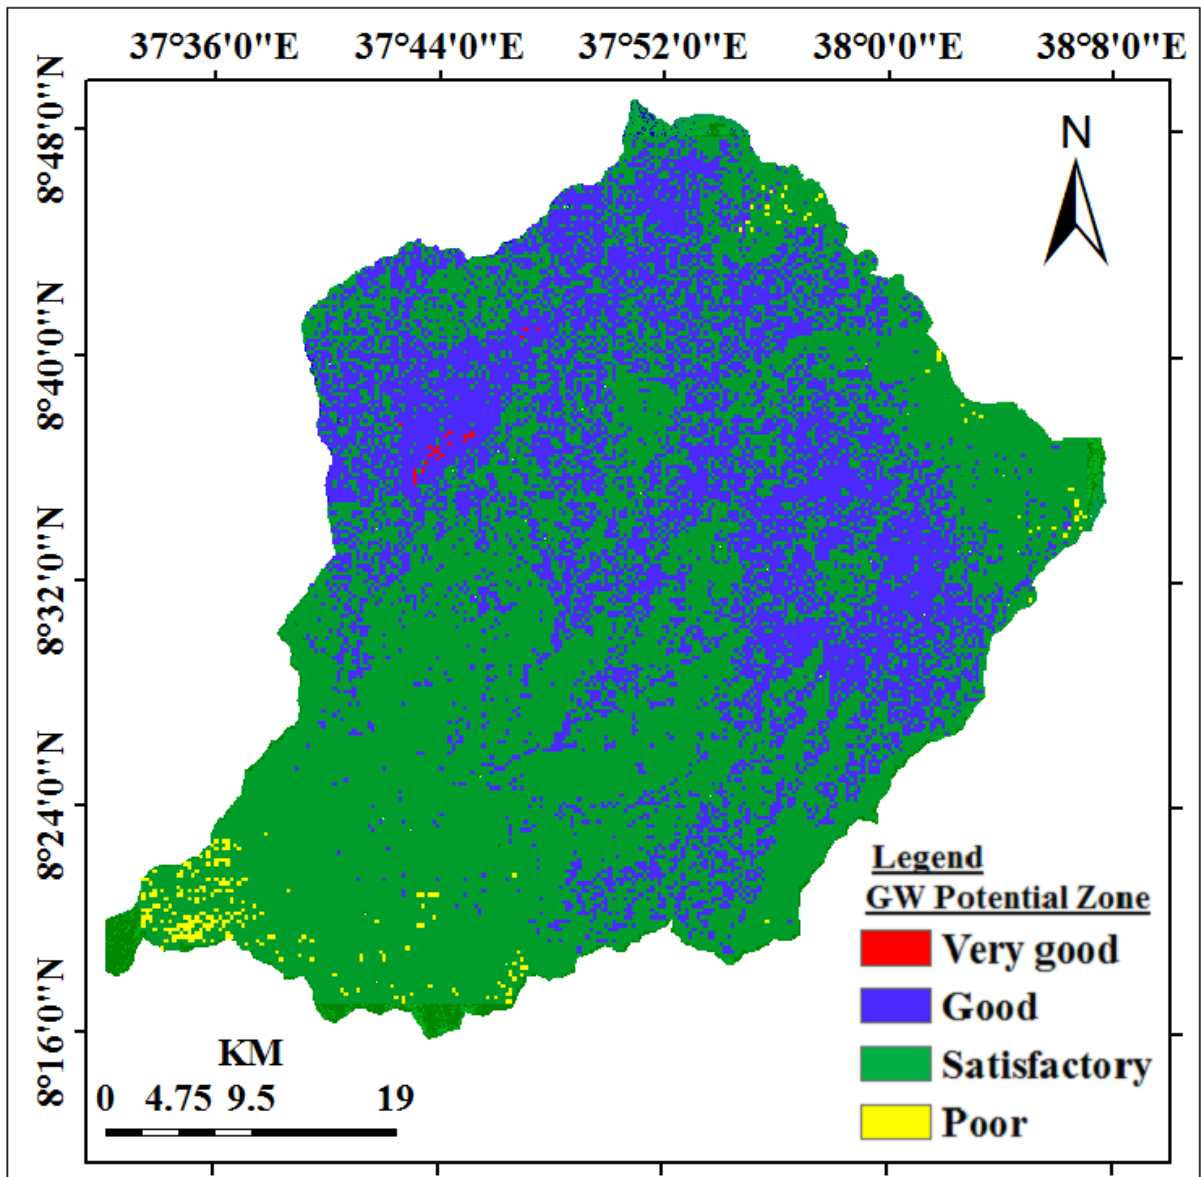 37°36'0"E 37°44'0"E 37°52'0"E 38°0'0"E 38°8'0"E
8°48'0"N
8°40'0"N
8°32'0"N
8°24'0"N
8°16'0"N
N
Legend
GW Potential Zone
Very good
Good
Satisfactory
Poor
KM
0 4.75 9.5 19